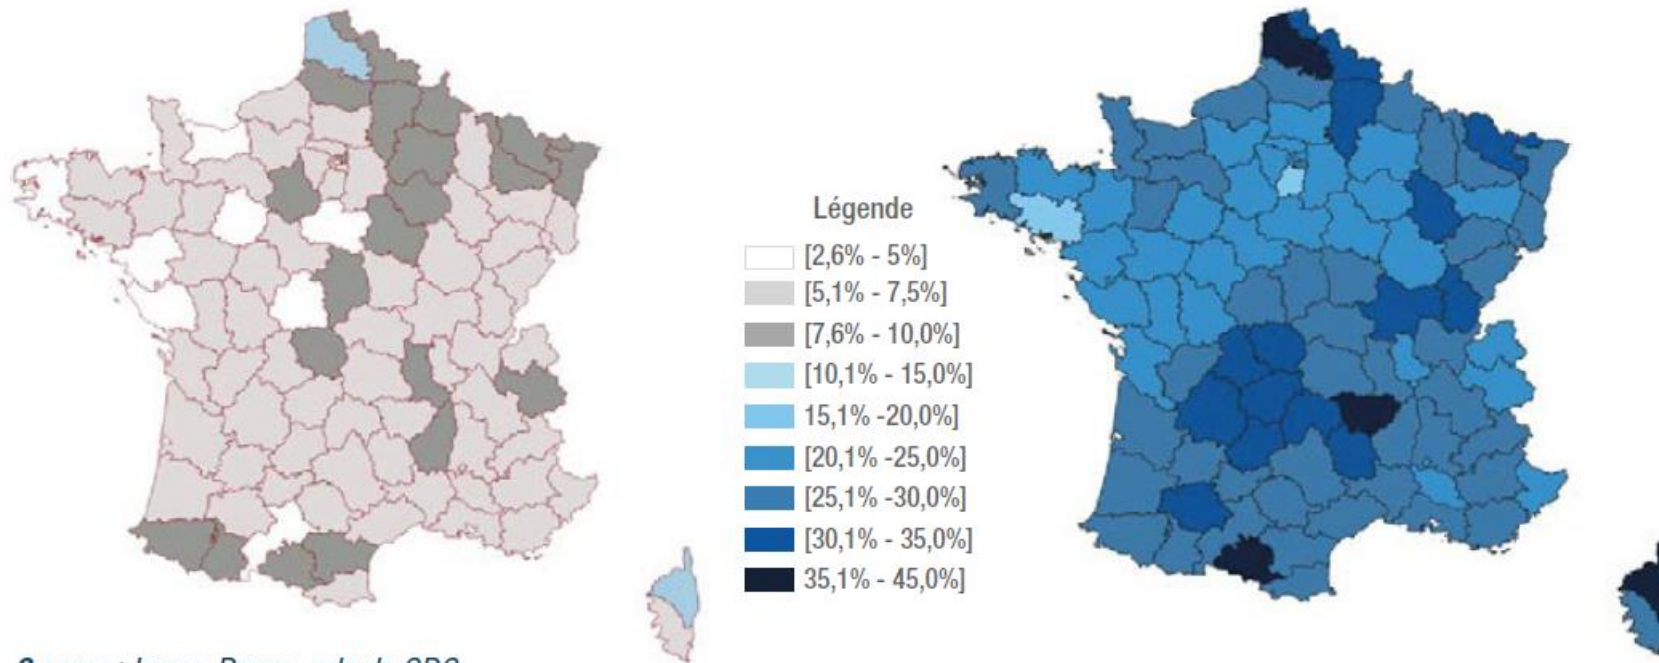 Légende
[2,6% - 5%]
[5,1% - 7,5%]
[7,6% - 10,0%]
[10,1% - 15,0%]
15,1% -20,0%]
[20,1% -25,0%]
[25,1% -30,0%]
[30,1% - 35,0%]
35,1% - 45,0%]